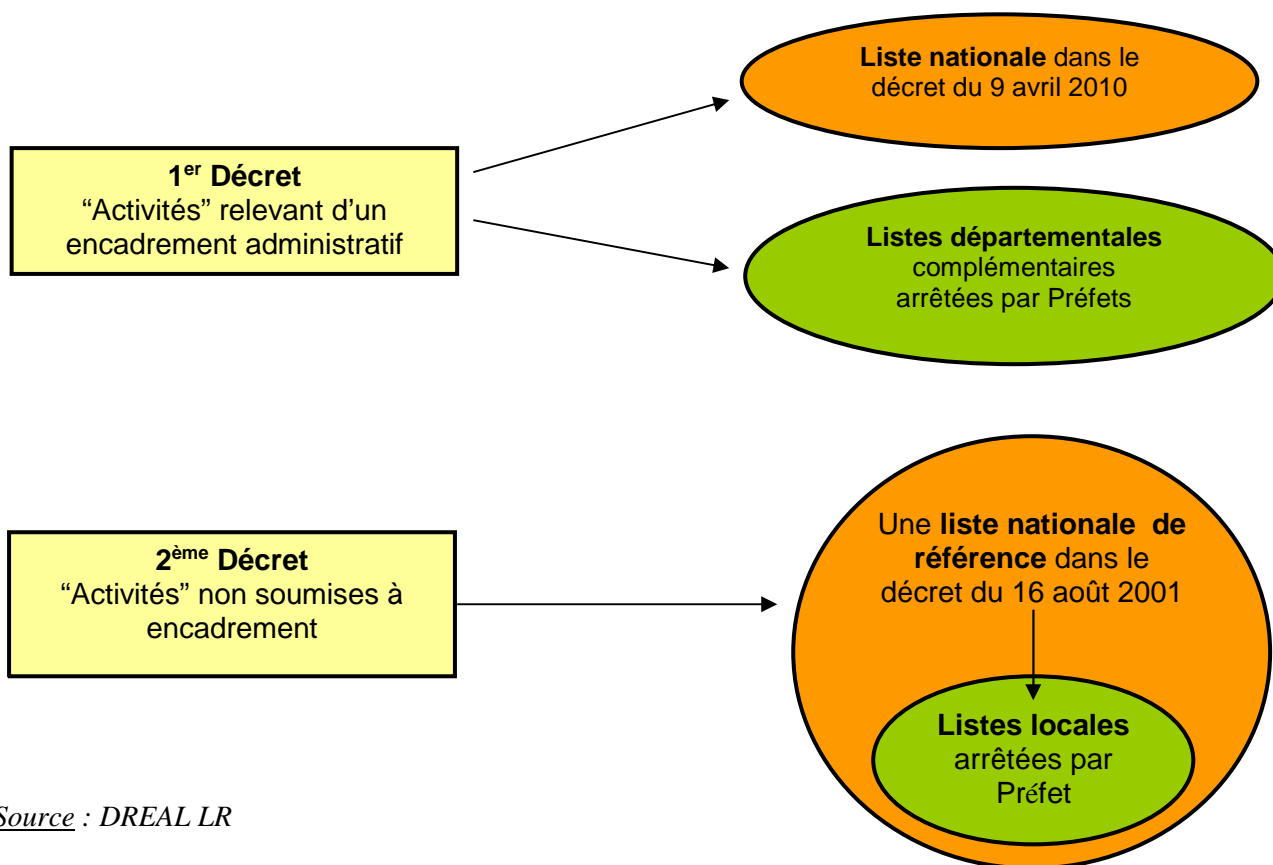 Liste nationale dans le
décret du 9 avril 2010
1er Décret
“Activités” relevant d’un
encadrement administratif
Listes départementales
complémentaires
arrêtées par Préfets
2ème Décret
“Activités” non soumises à
encadrement
Une liste nationale de
référence dans le
décret du 16 août 2001
Listes locales
arrêtées par
Préfet
Source : DREAL LR